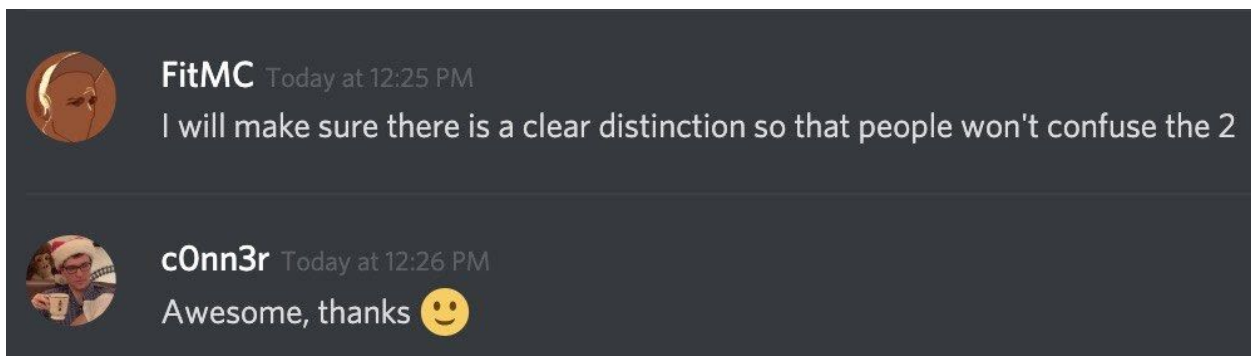 FitMC Today at 12:25 PM
I will make sure there is a clear distinction so that people won't confuse the 2
c0nn3r Today at 12:26 PM
Awesome, thanks 🙂